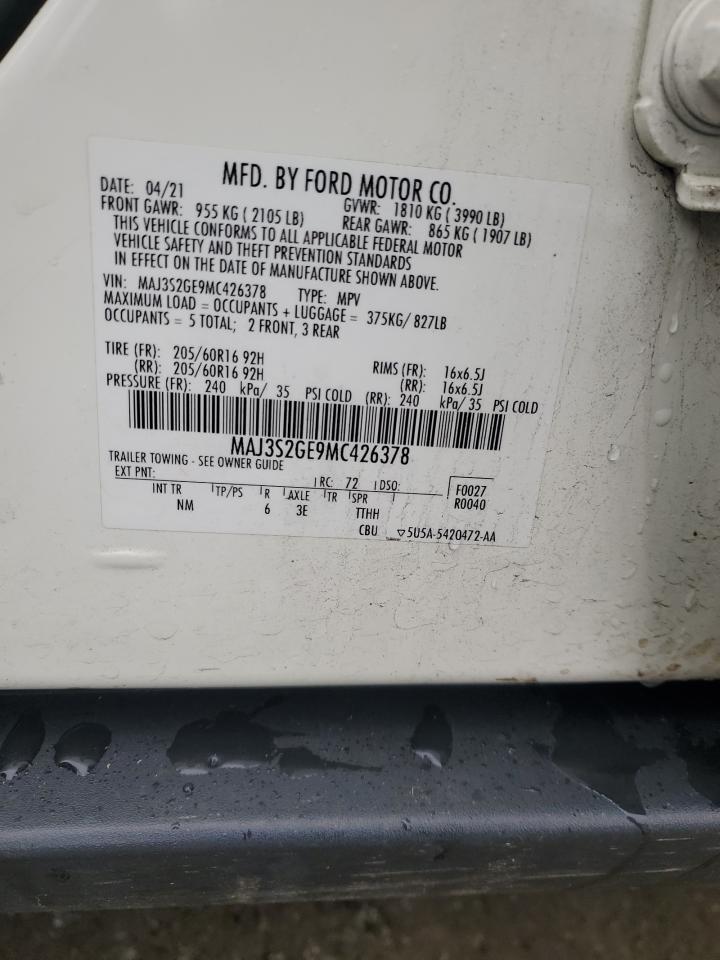 MFD. BY FORD MOTOR CO.
DATE: 04/21 GVWR: 1810 KG ( 3990 LB)
FRONT GAWR: 955 KG ( 2105 LB) REAR GAWR: 865 KG ( 1907 LB)
THIS VEHICLE CONFORMS TO ALL APPLICABLE FEDERAL MOTOR
VEHICLE SAFETY AND THEFT PREVENTION STANDARDS
IN EFFECT ON THE DATE OF MANUFACTURE SHOWN ABOVE.
VIN: MAJ3S2GE9MC426378 TYPE: MPV
MAXIMUM LOAD = OCCUPANTS + LUGGAGE = 375KG/ 827LB
OCCUPANTS = 5 TOTAL; 2 FRONT, 3 REAR
TIRE (FR): 205/60R16 92H RIMS (FR): 16x6.5J
(RR): 205/60R16 92H (RR): 16x6.5J
PRESSURE (FR): 240 kPa/ 35 PSI COLD (RR): 240 kPa/ 35 PSI COLD
MAJ3S2GE9MC426378
TRAILER TOWING - SEE OWNER GUIDE
EXT PNT: RC: 72 DSO: F0027
R0040
INT TR TP/PS R AXLE TR SPR
NM 6 3E TTHH
CBU 5U5A-5420472-AA